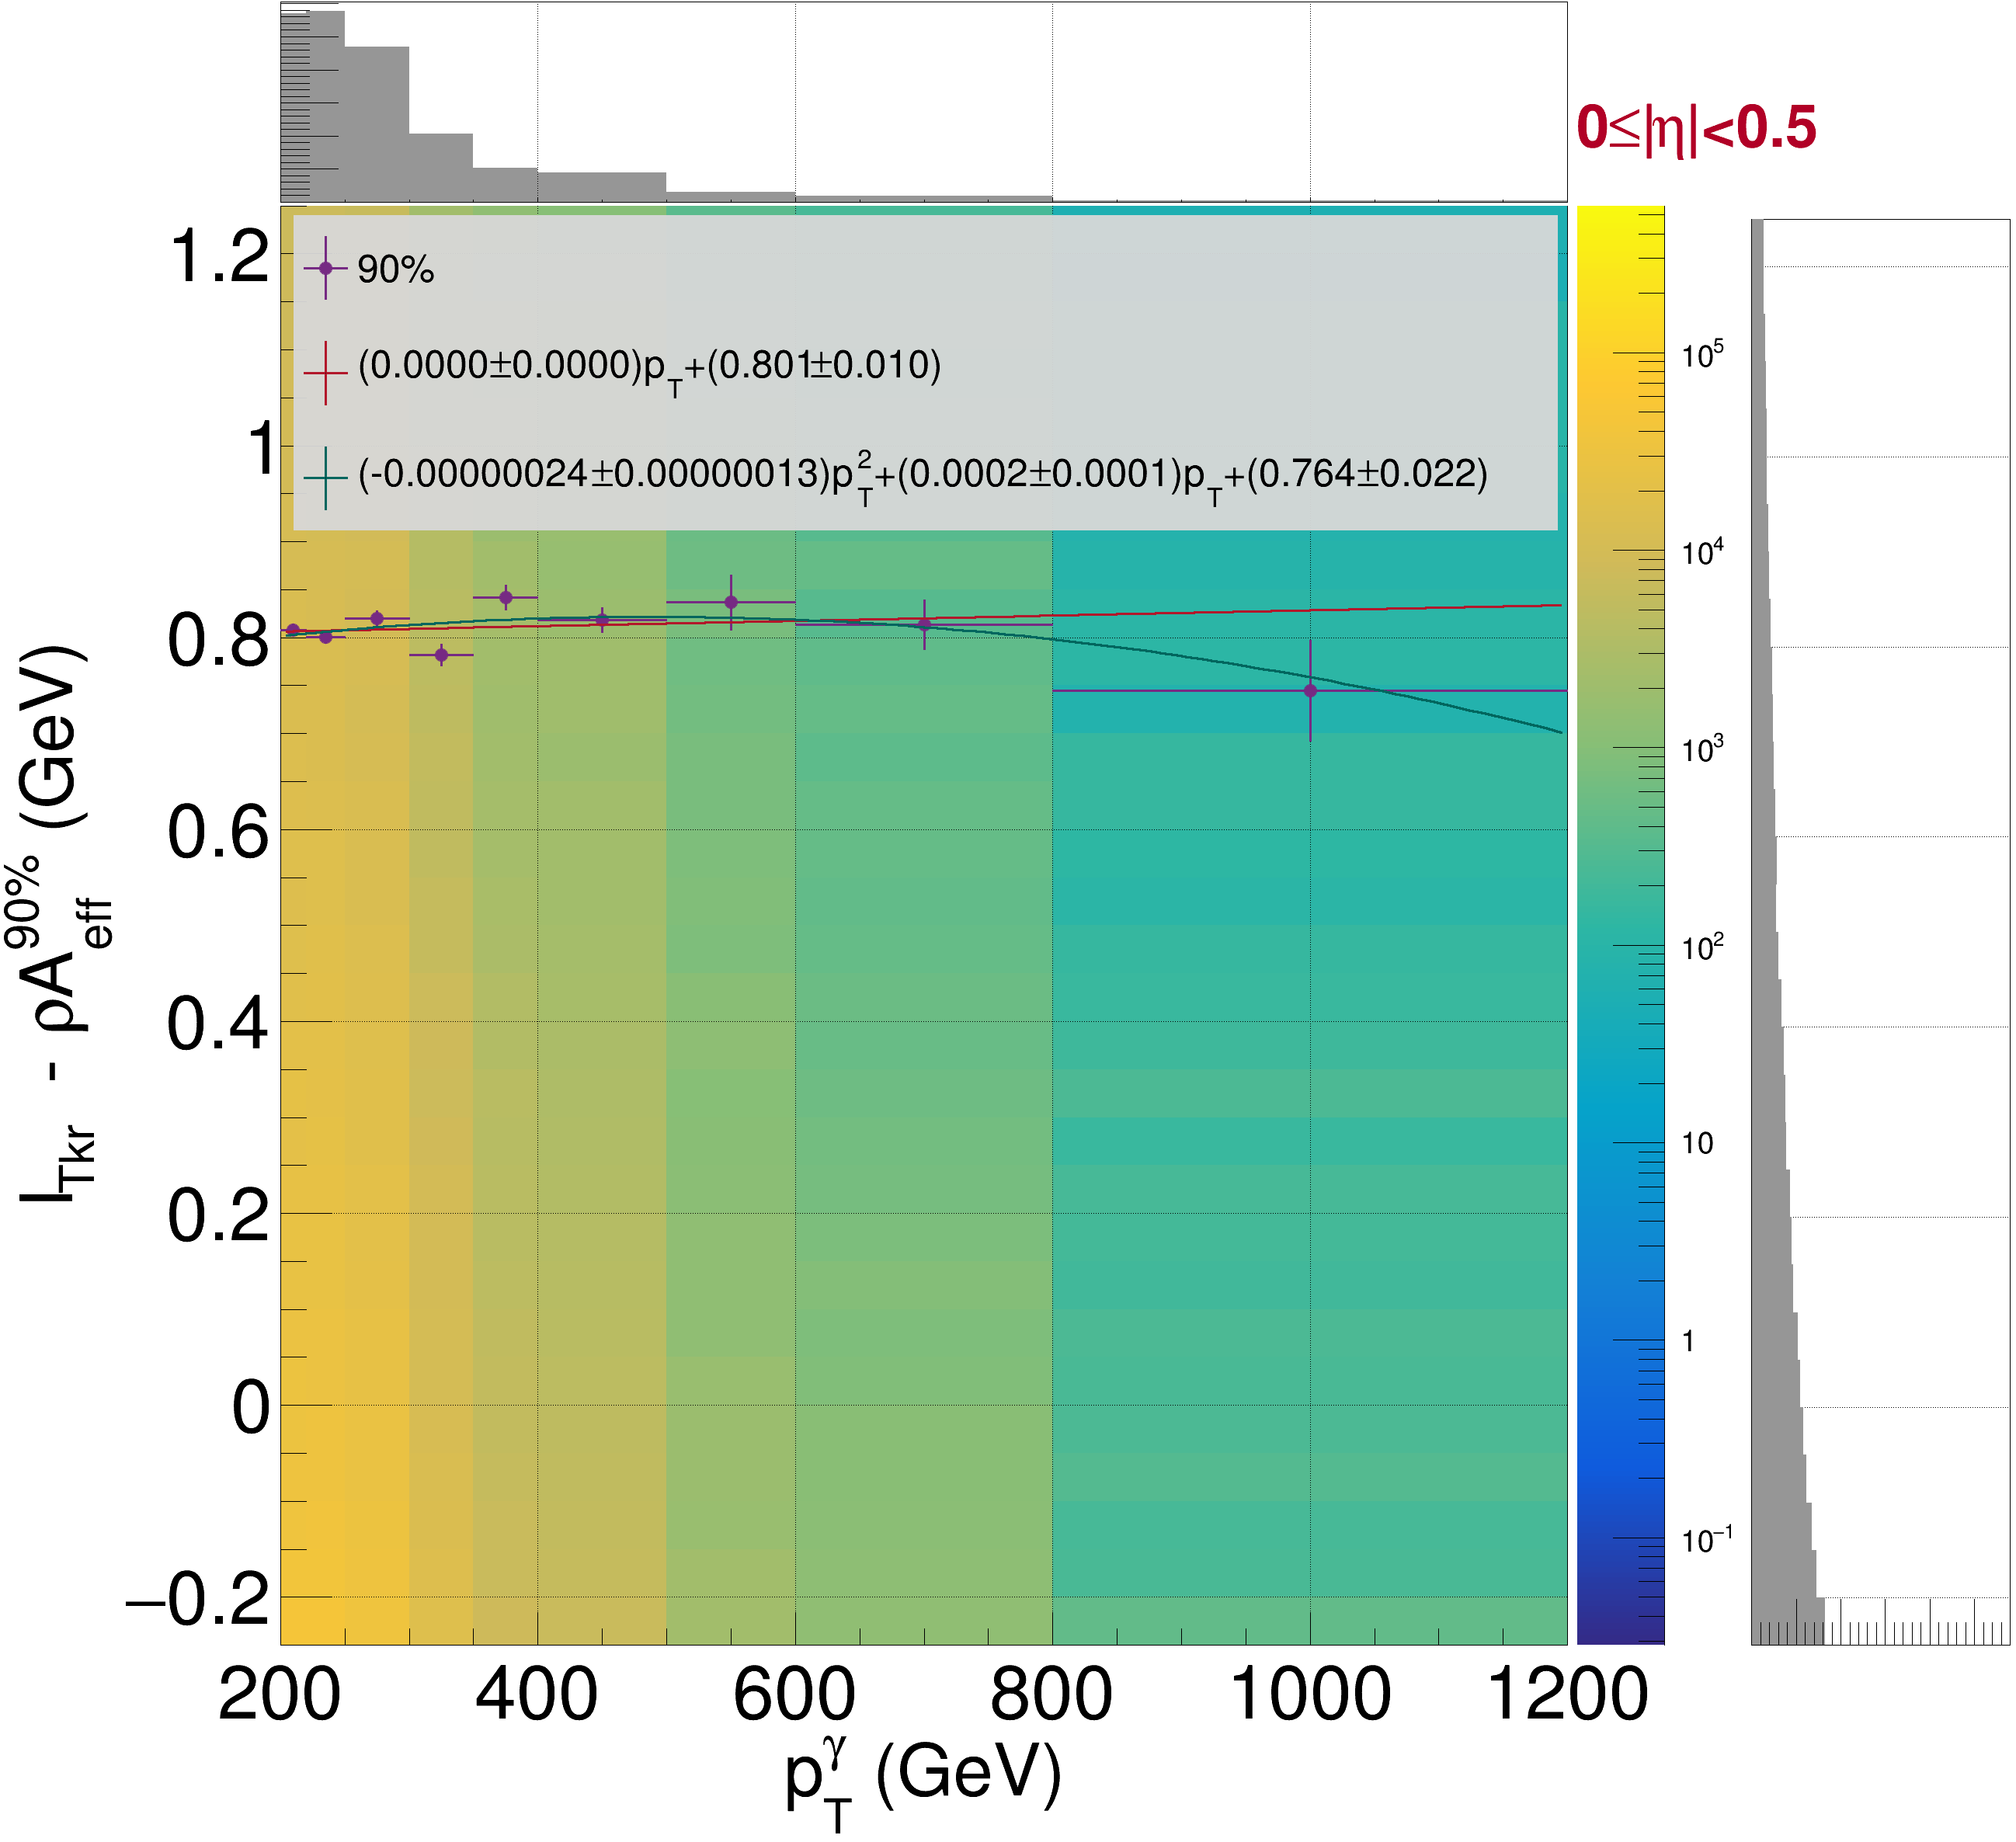 0≤|η|<0.5
90%
(0.0000±0.0000)p_T+(0.801±0.010)
(-0.00000024±0.00000013)p_T^2+(0.0002±0.0001)p_T+(0.764±0.022)
1.2
1
0.8
0.6
0.4
0.2
0
−0.2
I_Tkr - ρA_eff^90% (GeV)
200 400 600 800 1000 1200
p_T^γ (GeV)
10^5
10^4
10^3
10^2
10
1
10^−1